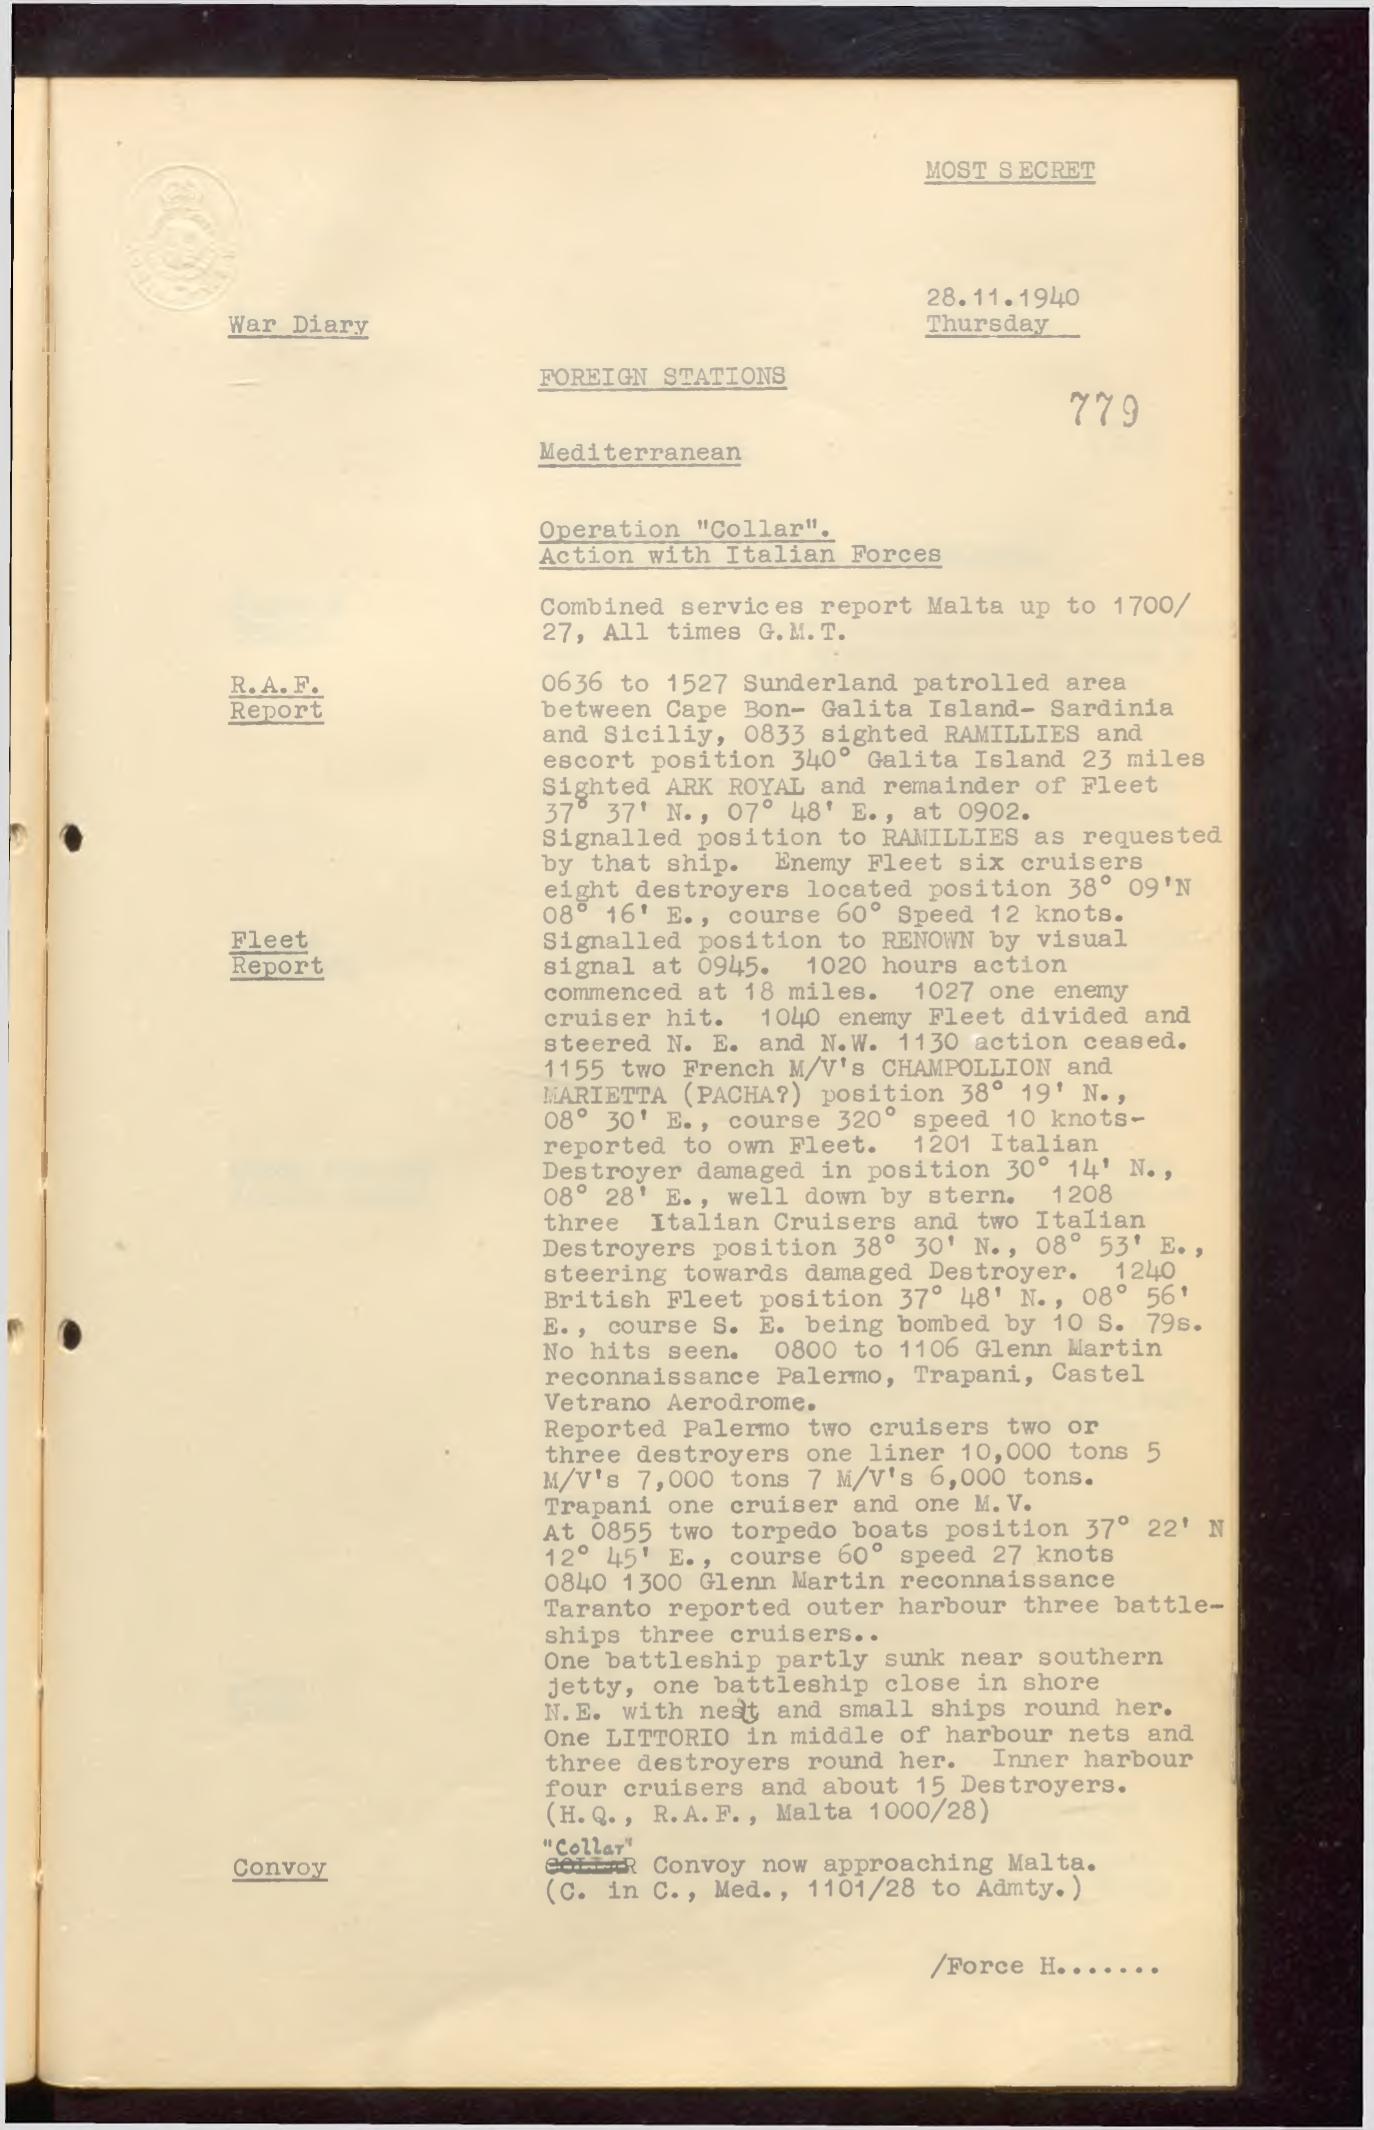 MOST SECRET
28.11.1940
War Diary
Thursday
FOREIGN STATIONS
779
Mediterranean
Operation "Collar".
Action with Italian Forces
Combined services report Malta up to 1700/
27, All times G.M.T.
R.A.F.
Report
0636 to 1527 Sunderland patrolled area
between Cape Bon- Galita Island- Sardinia
and Siciliy, 0833 sighted RAMILLIES and
escort position 340° Galita Island 23 miles
Sighted ARK ROYAL and remainder of Fleet
37° 37' N., 07° 48' E., at 0902.
Signalled position to RAMILLIES as requested
by that ship. Enemy Fleet six cruisers
eight destroyers located position 38° 09'N
08° 16' E., course 60° Speed 12 knots.
Fleet
Report
Signalled position to RENOWN by visual
signal at 0945. 1020 hours action
commenced at 18 miles. 1027 one enemy
cruiser hit. 1040 enemy Fleet divided and
steered N. E. and N.W. 1130 action ceased.
1155 two French M/V's CHAMPOLLION and
MARIETTA (PACHA?) position 38° 19' N.,
08° 30' E., course 320° speed 10 knots-
reported to own Fleet. 1201 Italian
Destroyer damaged in position 30° 14' N.,
08° 28' E., well down by stern. 1208
three Italian Cruisers and two Italian
Destroyers position 38° 30' N., 08° 53' E.,
steering towards damaged Destroyer. 1240
British Fleet position 37° 48' N., 08° 56'
E., course S. E. being bombed by 10 S. 79s.
No hits seen. 0800 to 1106 Glenn Martin
reconnaissance Palermo, Trapani, Castel
Vetrano Aerodrome.
Reported Palermo two cruisers two or
three destroyers one liner 10,000 tons 5
M/V's 7,000 tons 7 M/V's 6,000 tons.
Trapani one cruiser and one M.V.
At 0855 two torpedo boats position 37° 22' N
12° 45' E., course 60° speed 27 knots
0840 1300 Glenn Martin reconnaissance
Taranto reported outer harbour three battle-
ships three cruisers..
One battleship partly sunk near southern
jetty, one battleship close in shore
N.E. with and small ships round her.
One LITTORIO in middle of harbour nets and
three destroyers round her. Inner harbour
four cruisers and about 15 Destroyers.
(H.Q., R.A.F., Malta 1000/28)
"Collar"
Convoy
COLLAR Convoy now approaching Malta.
(C. in C., Med., 1101/28 to Admty.)
/Force H.......